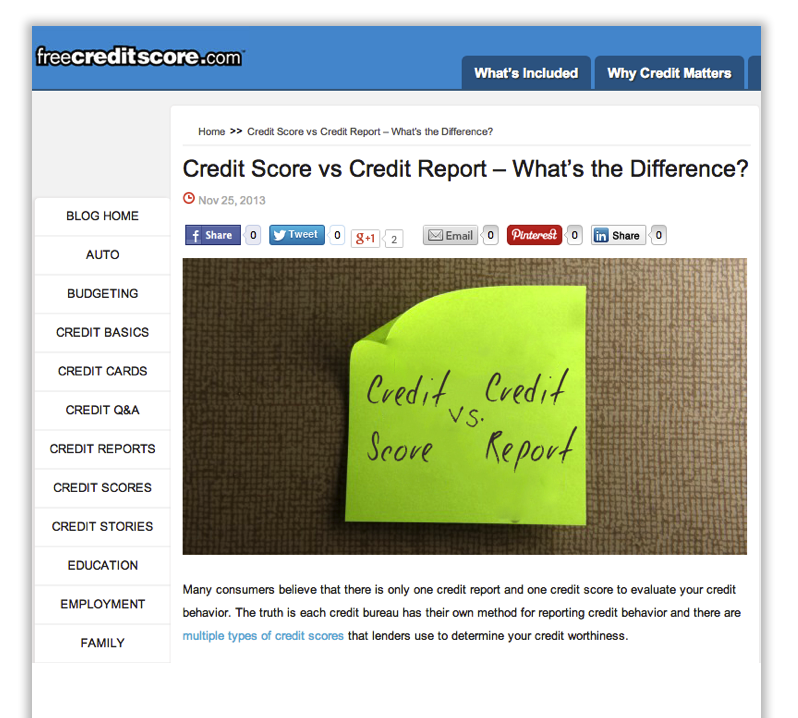 freecreditscore.com™
What's Included
Why Credit Matters
Home >> Credit Score vs Credit Report – What's the Difference?
Credit Score vs Credit Report – What's the Difference?
Nov 25, 2013
f Share 0 Tweet 0 g+1 2 Email 0 Pinterest 0 in Share 0
BLOG HOME
AUTO
BUDGETING
CREDIT BASICS
CREDIT CARDS
CREDIT Q&A
CREDIT REPORTS
CREDIT SCORES
CREDIT STORIES
EDUCATION
EMPLOYMENT
FAMILY
Credit Score
vs.
Credit Report
Many consumers believe that there is only one credit report and one credit score to evaluate your credit
behavior. The truth is each credit bureau has their own method for reporting credit behavior and there are
multiple types of credit scores that lenders use to determine your credit worthiness.